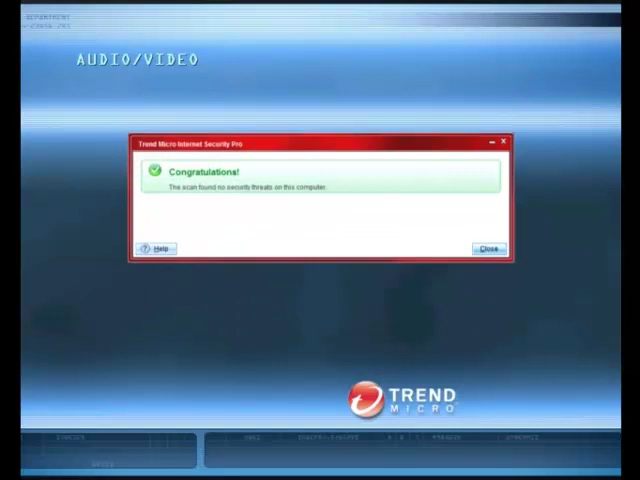 AUDIO/VIDEO
Trend Micro Internet Security Pro
Congratulations!
The scan found no security threats on this computer.
? Help
Close
TREND
MICRO